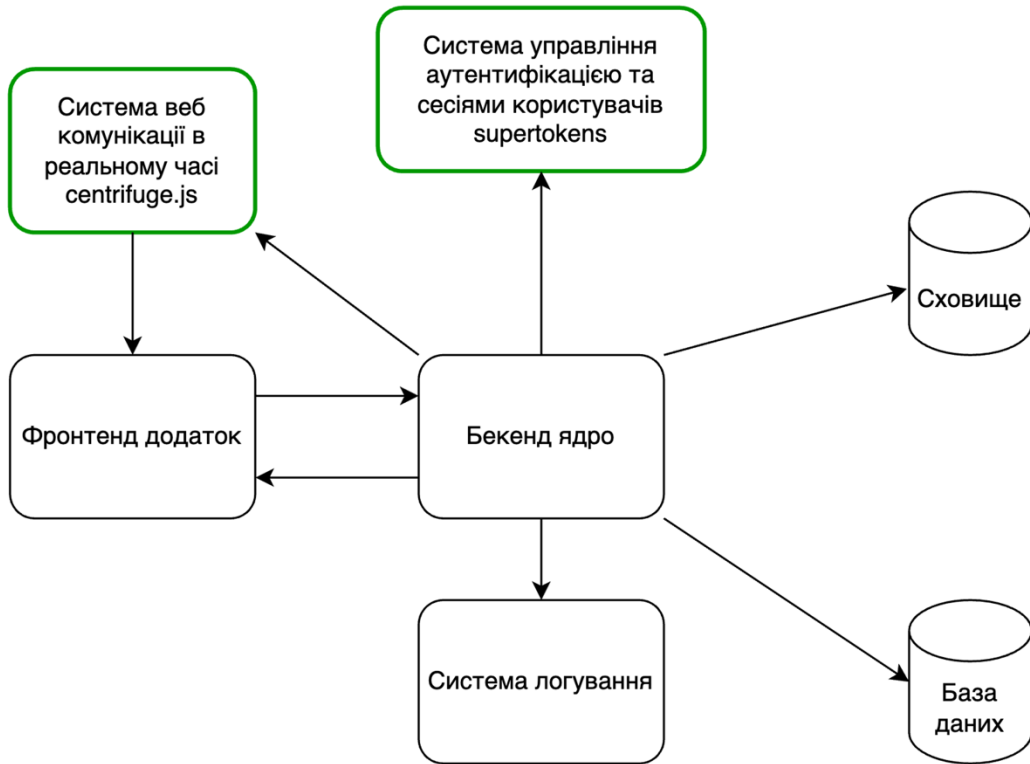 Система управління
аутентифікацією та
сесіями користувачів
supertokens
Система веб
комунікації в
реальному часі
centrifuge.js
Сховище
Фронтенд додаток
Бекенд ядро
Система логування
База
даних